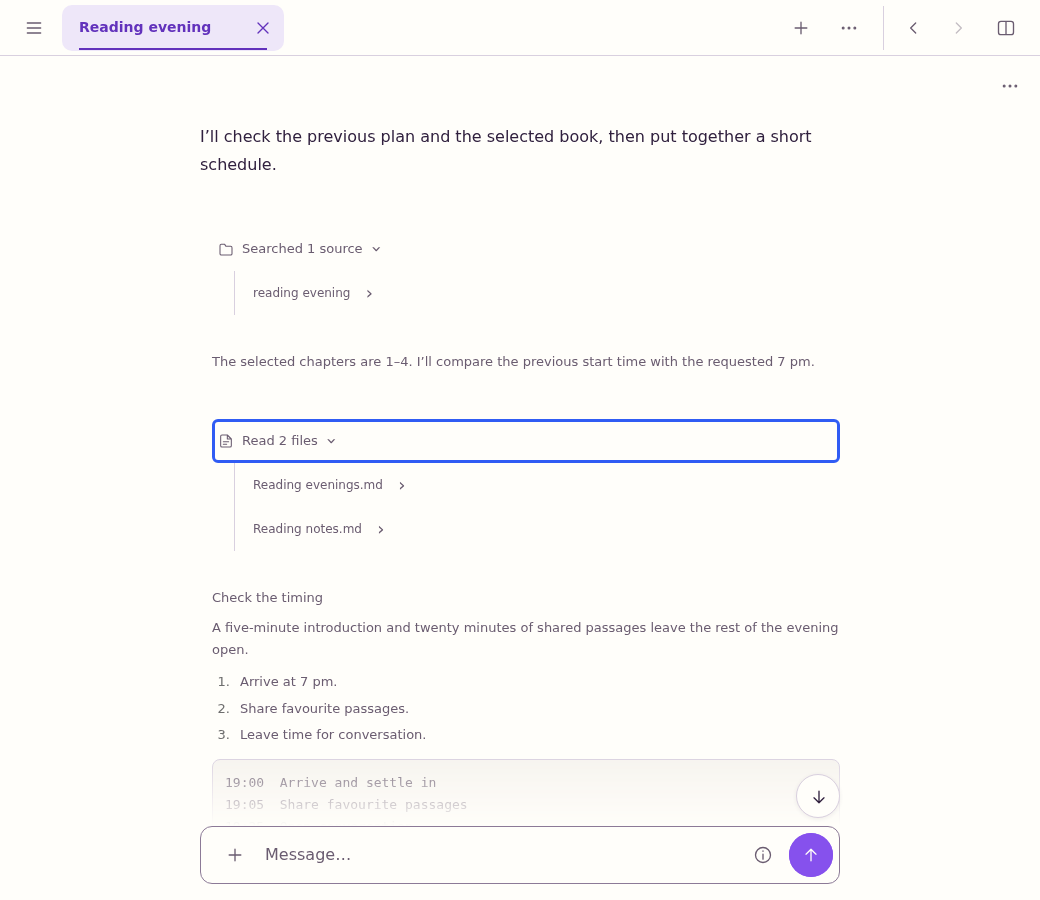 Reading evening
I’ll check the previous plan and the selected book, then put together a short
schedule.
Searched 1 source
reading evening
The selected chapters are 1–4. I’ll compare the previous start time with the requested 7 pm.
Read 2 files
Reading evenings.md
Reading notes.md
Check the timing
A five-minute introduction and twenty minutes of shared passages leave the rest of the evening
open.
1. Arrive at 7 pm.
2. Share favourite passages.
3. Leave time for conversation.
19:00 Arrive and settle in
19:05 Share favourite passages
Message…